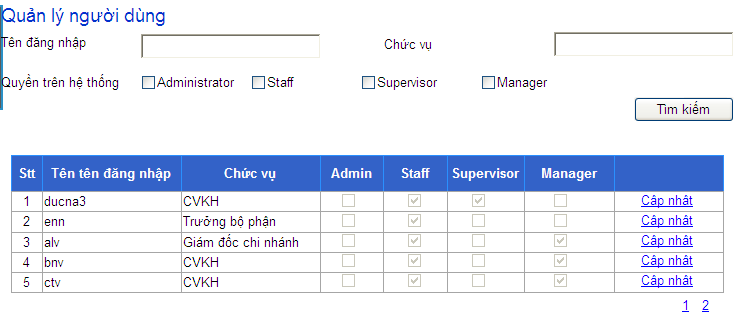 Quản lý người dùng
Tên đăng nhập Chức vụ
Quyền trên hệ thống Administrator Staff Supervisor Manager
Tìm kiếm
Stt Tên tên đăng nhập Chức vụ Admin Staff Supervisor Manager
1 ducna3 CVKH Cập nhật
2 enn Trưởng bộ phận Cập nhật
3 alv Giám đốc chi nhánh Cập nhật
4 bnv CVKH Cập nhật
5 ctv CVKH Cập nhật
1 2